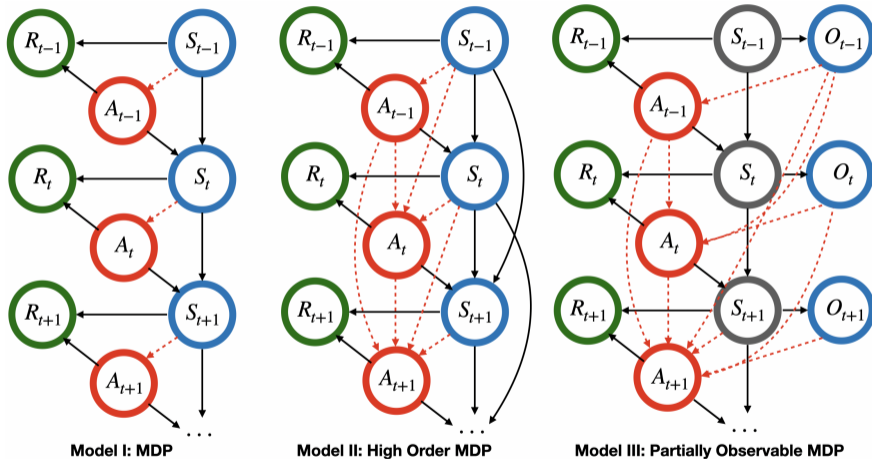 R_{t-1} S_{t-1}
A_{t-1}
R_t S_t
A_t
R_{t+1} S_{t+1}
A_{t+1}
...
Model I: MDP
R_{t-1} S_{t-1}
A_{t-1}
R_t S_t
A_t
R_{t+1} S_{t+1}
A_{t+1}
...
Model II: High Order MDP
R_{t-1} S_{t-1} O_{t-1}
A_{t-1}
R_t S_t O_t
A_t
R_{t+1} S_{t+1} O_{t+1}
A_{t+1}
...
Model III: Partially Observable MDP